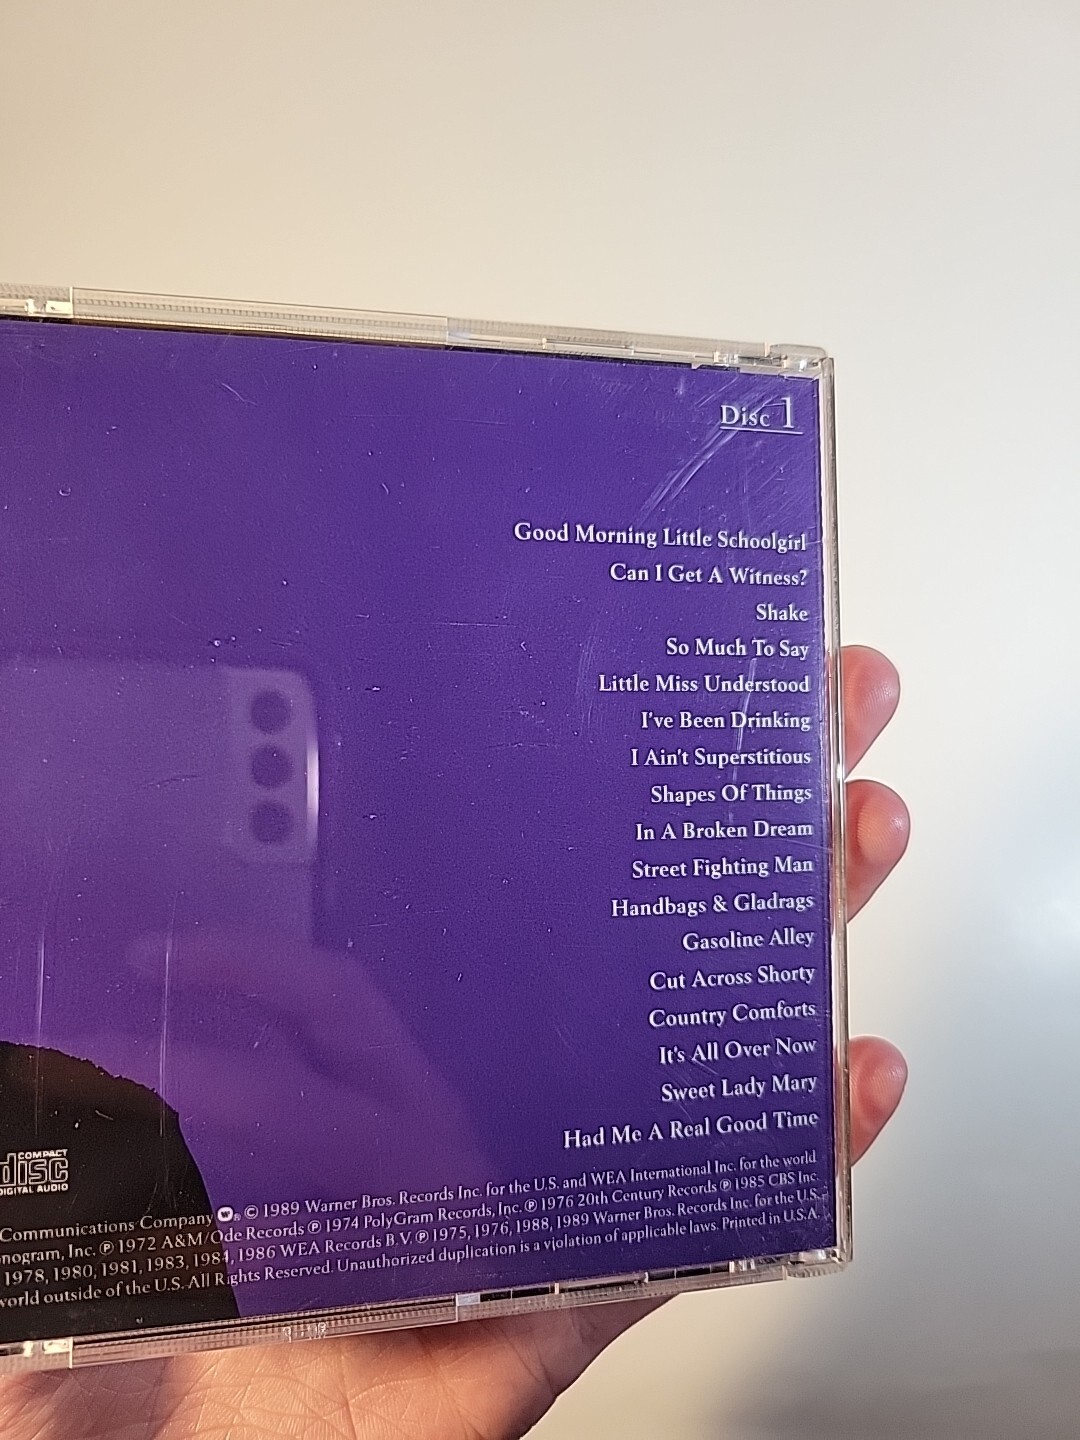 Disc 1
Good Morning Little Schoolgirl
Can I Get A Witness?
Shake
So Much To Say
Little Miss Understood
I've Been Drinking
I Ain't Superstitious
Shapes Of Things
In A Broken Dream
Street Fighting Man
Handbags & Gladrags
Gasoline Alley
Cut Across Shorty
Country Comforts
It's All Over Now
Sweet Lady Mary
Had Me A Real Good Time
COMPACT
disc
DIGITAL AUDIO
Communications Company W ® © 1989 Warner Bros. Records Inc. for the U.S. and WEA International Inc. for the world
nogram, Inc. ℗ 1972 A&M/Ode Records ℗ 1974 PolyGram Records, Inc. ℗ 1976 20th Century Records ℗ 1985 CBS Inc.
1978, 1980, 1981, 1983, 1984, 1986 WEA Records B.V. ℗ 1975, 1976, 1988, 1989 Warner Bros. Records Inc. for the U.S.
world outside of the U.S. All Rights Reserved. Unauthorized duplication is a violation of applicable laws. Printed in U.S.A.